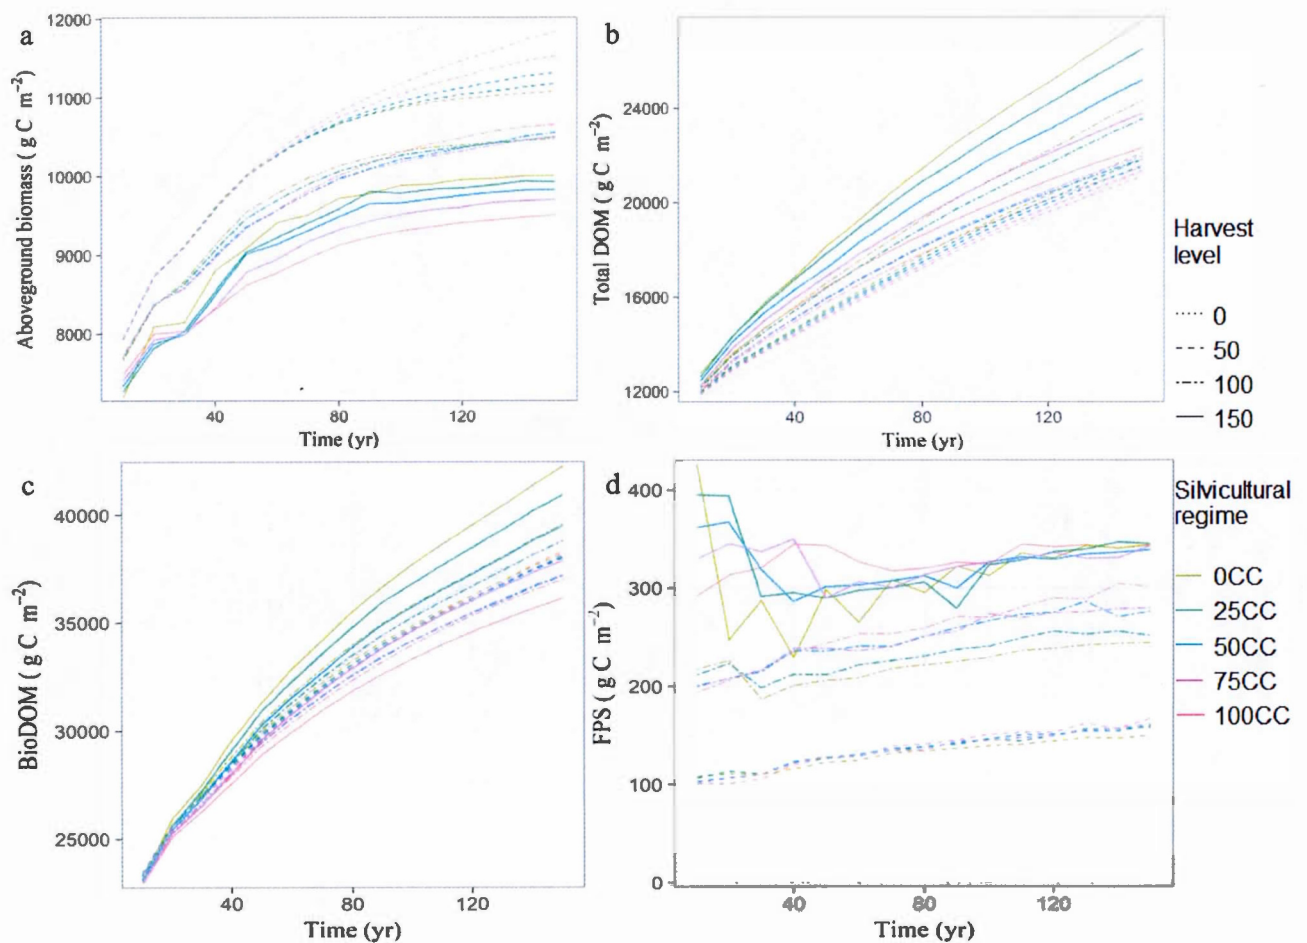 a
12000
11000
10000
9000
8000
40
80
120
Aboveground biomass ( g C m⁻²)
Time (yr)
b
24000
20000
16000
12000
40
80
120
Total DOM ( g C m⁻²)
Time (yr)
Harvest
level
0
50
100
150
c
40000
35000
30000
25000
40
80
120
BioDOM ( g C m⁻²)
Time (yr)
d
400
300
200
100
0
40
80
120
FPS ( g C m⁻²)
Time (yr)
Silvicultural
regime
0CC
25CC
50CC
75CC
100CC